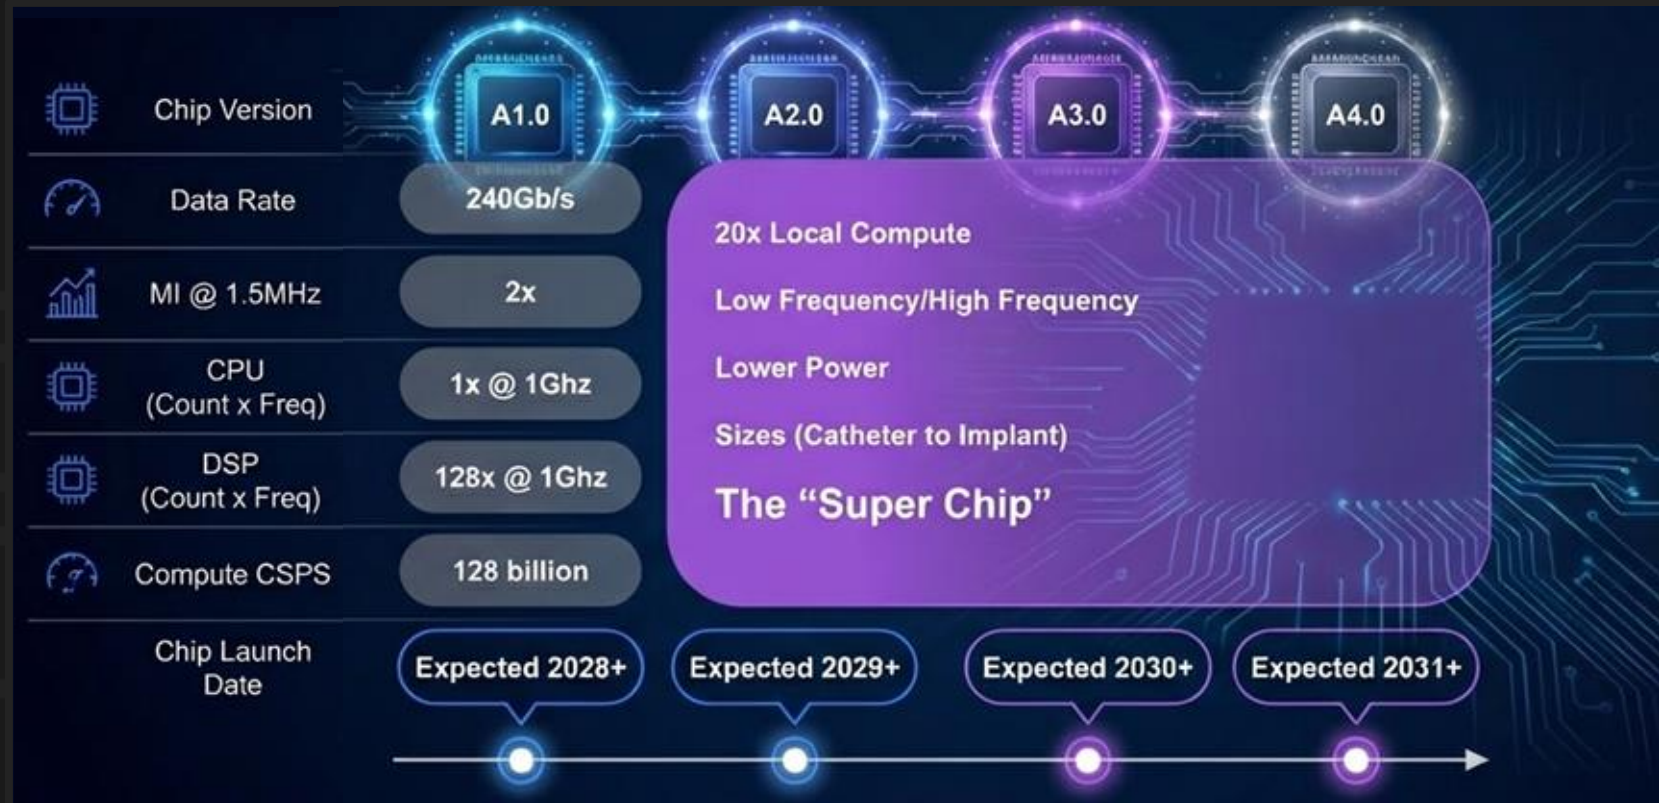 Chip Version
A1.0
A2.0
A3.0
A4.0
Data Rate
240Gb/s
MI @ 1.5MHz
2x
CPU
(Count x Freq)
1x @ 1Ghz
DSP
(Count x Freq)
128x @ 1Ghz
Compute CSPS
128 billion
20x Local Compute
Low Frequency/High Frequency
Lower Power
Sizes (Catheter to Implant)
The “Super Chip”
Chip Launch
Date
Expected 2028+
Expected 2029+
Expected 2030+
Expected 2031+